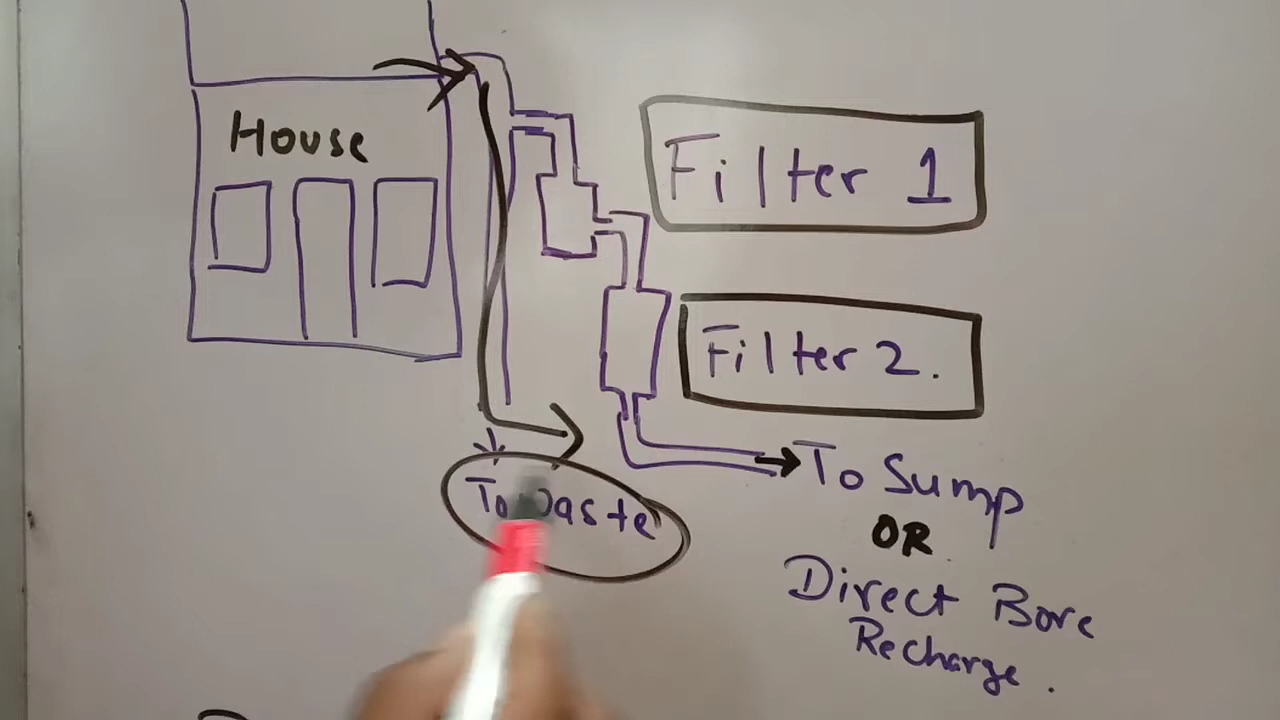 House
Filter 1
Filter 2.
To Waste
To Sump
OR
Direct Bore
Recharge.